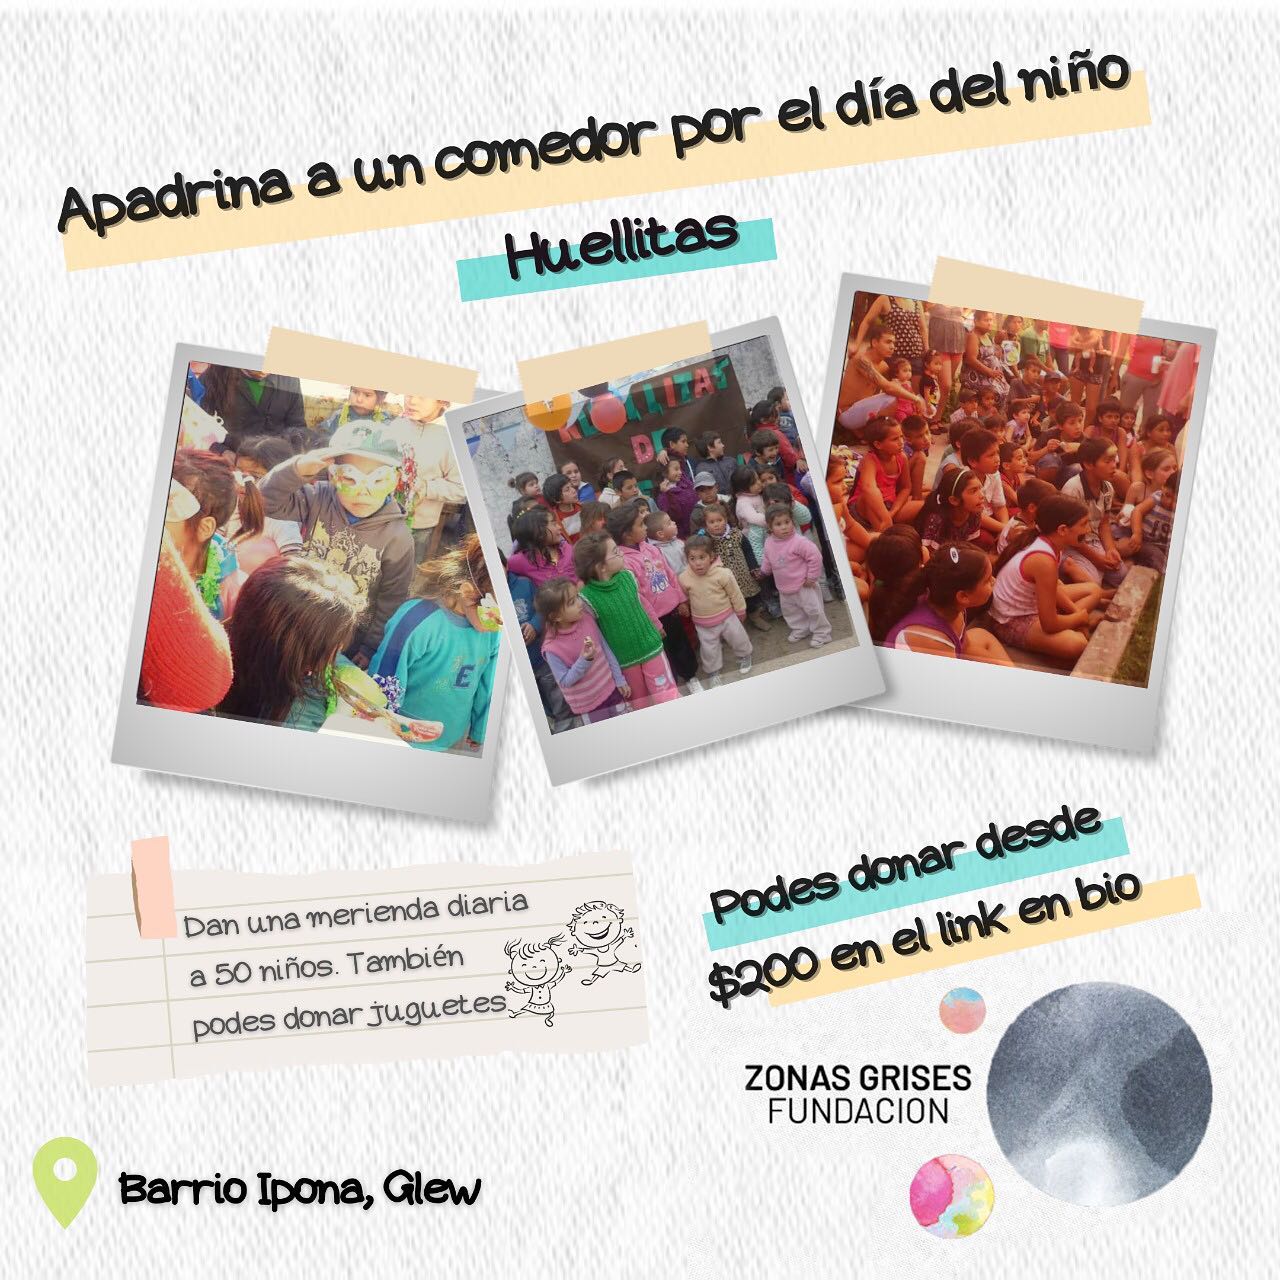 Apadrina a un comedor por el día del niño
Huellitas
Dan una merienda diaria
a 50 niños. También
podes donar juguetes.
Podes donar desde
$200 en el link en bio
ZONAS GRISES
FUNDACION
Barrio Ipona, Glew